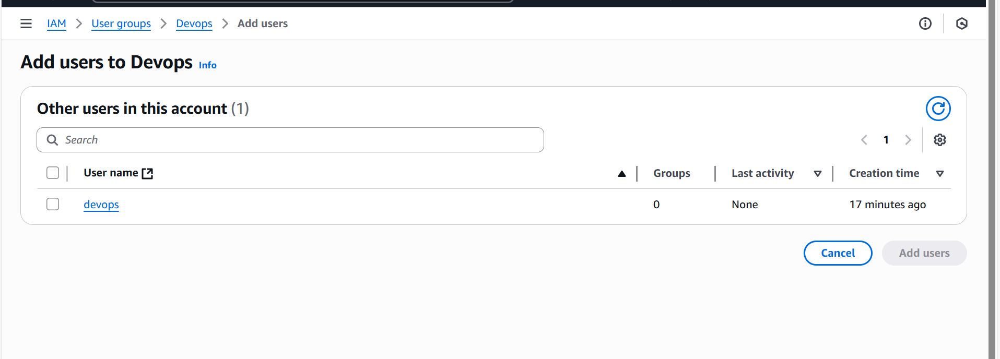 IAM > User groups > Devops > Add users
Add users to Devops Info
Other users in this account (1)
Search
1
User name Groups Last activity Creation time
devops 0 None 17 minutes ago
Cancel Add users